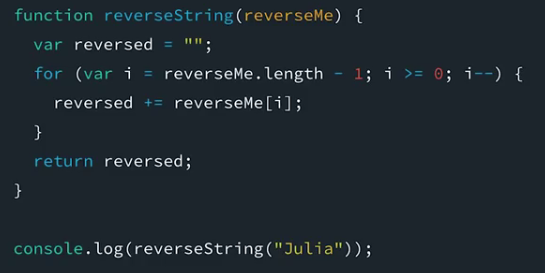 function reverseString(reverseMe) {
  var reversed = "";
  for (var i = reverseMe.length - 1; i >= 0; i--) {
    reversed += reverseMe[i];
  }
  return reversed;
}

console.log(reverseString("Julia"));